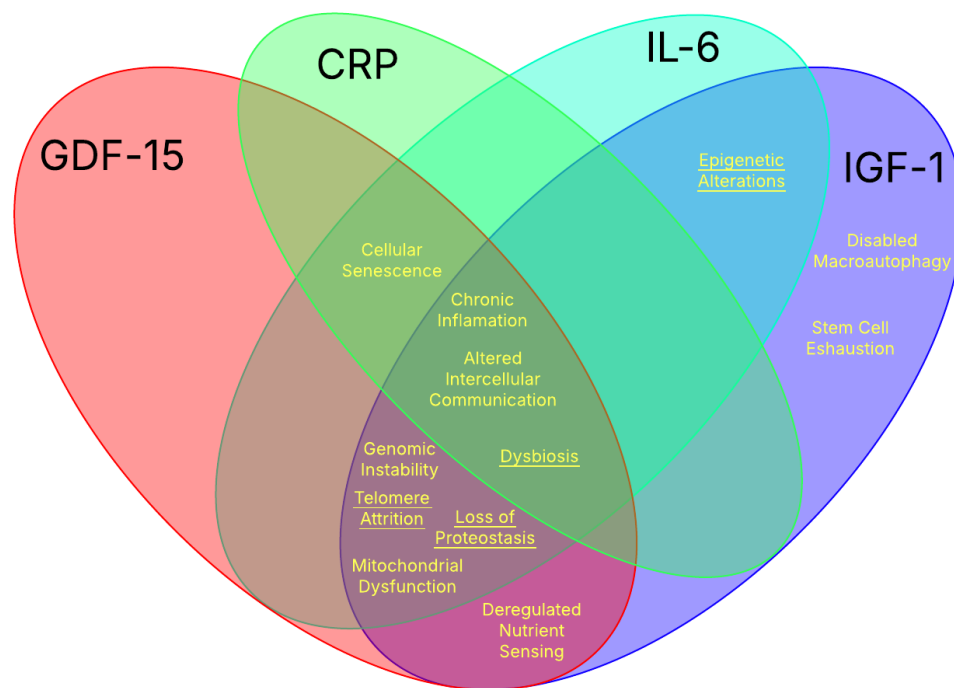 GDF-15
CRP
IL-6
IGF-1
Epigenetic
Alterations
Disabled
Macroautophagy
Stem Cell
Eshaustion
Cellular
Senescence
Chronic
Inflamation
Altered
Intercellular
Communication
Genomic
Instability
Dysbiosis
Telomere
Attrition
Loss of
Proteostasis
Mitochondrial
Dysfunction
Deregulated
Nutrient
Sensing